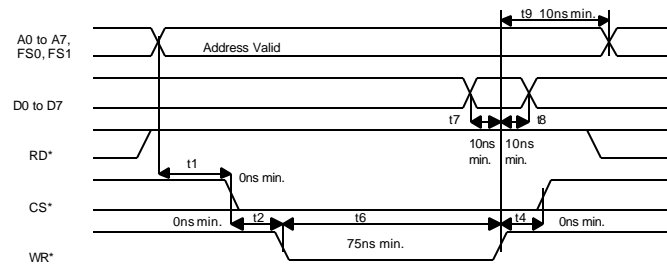 t9 10ns min.
A0 to A7,
FS0, FS1
Address Valid
D0 to D7
t7
t8
10ns
min.
10ns
min.
RD*
t1
0ns min.
CS*
0ns min.
t2
t6
t4
0ns min.
75ns min.
WR*